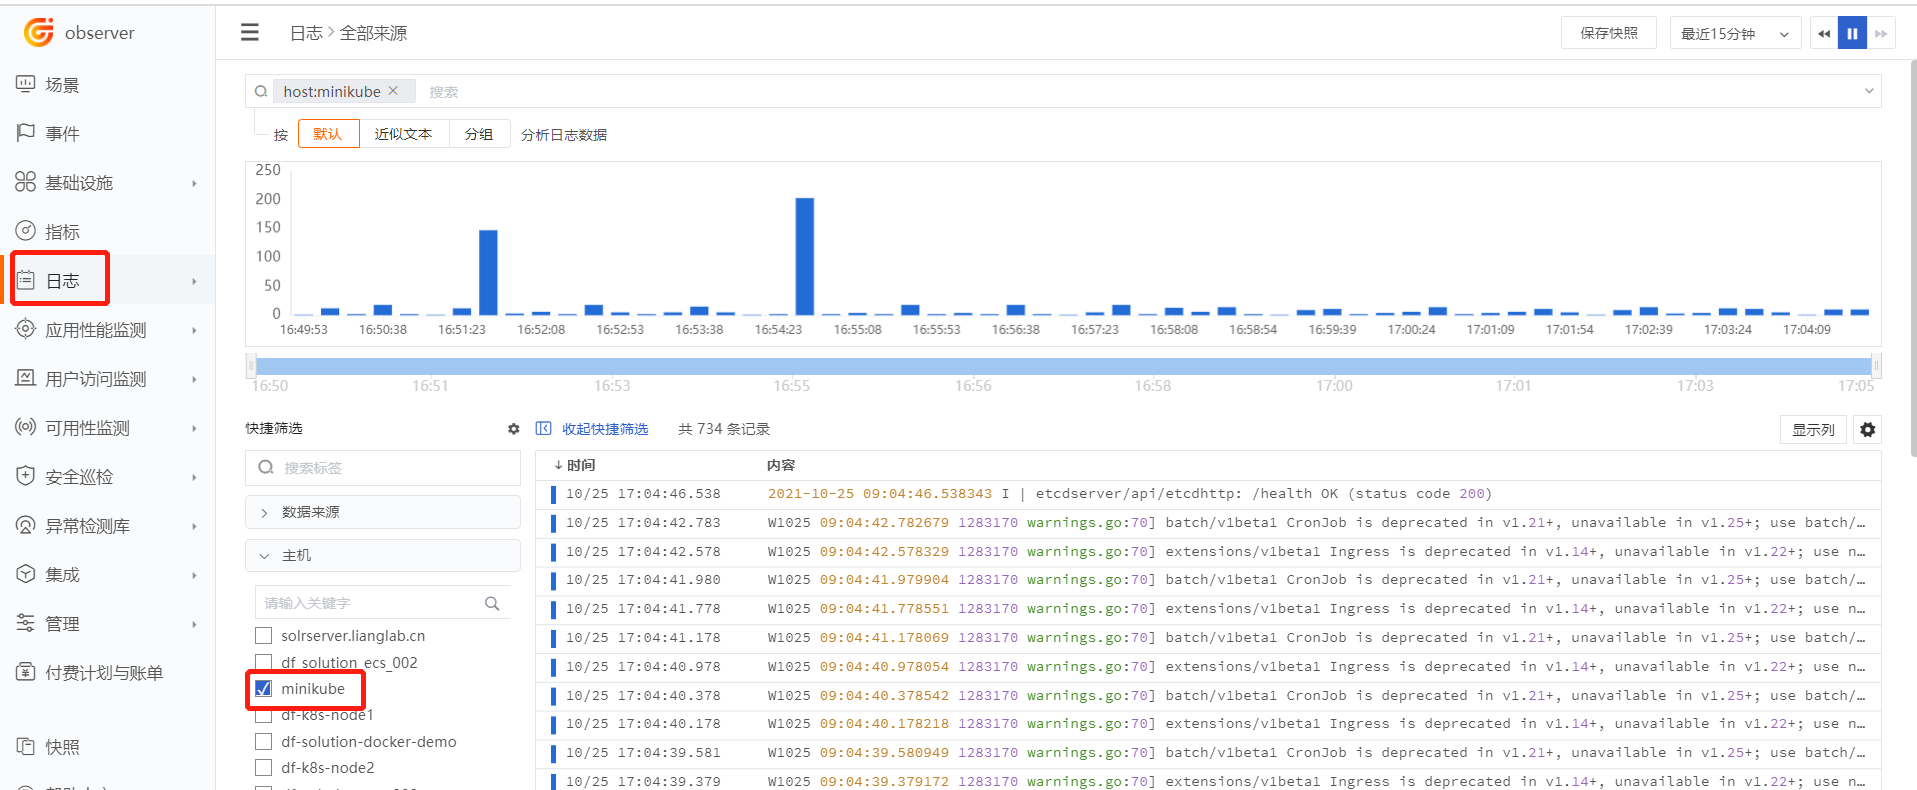 observer
日志 > 全部来源
保存快照
最近15分钟
场景
事件
基础设施
指标
日志
应用性能监测
用户访问监测
可用性监测
安全巡检
异常检测库
集成
管理
付费计划与账单
快照
host:minikube
搜索
按 默认 近似文本 分组 分析日志数据
250
200
150
100
50
0
16:49:53 16:50:38 16:51:23 16:52:08 16:52:53 16:53:38 16:54:23 16:55:08 16:55:53 16:56:38 16:57:23 16:58:08 16:58:54 16:59:39 17:00:24 17:01:09 17:01:54 17:02:39 17:03:24 17:04:09
16:50 16:51 16:53 16:55 16:56 16:58 17:00 17:01 17:03 17:05
快捷筛选
收起快捷筛选 共 734 条记录
显示列
搜索标签
数据来源
主机
请输入关键字
solrserver.lianglab.cn
df_solution_ecs_002
minikube
df-k8s-node1
df-solution-docker-demo
df-k8s-node2
时间 内容
10/25 17:04:46.538 2021-10-25 09:04:46.538343 I | etcdserver/api/etcdhttp: /health OK (status code 200)
10/25 17:04:42.783 W1025 09:04:42.782679 1283170 warnings.go:70] batch/v1beta1 CronJob is deprecated in v1.21+, unavailable in v1.25+; use batch/…
10/25 17:04:42.578 W1025 09:04:42.578329 1283170 warnings.go:70] extensions/v1beta1 Ingress is deprecated in v1.14+, unavailable in v1.22+; use n…
10/25 17:04:41.980 W1025 09:04:41.979904 1283170 warnings.go:70] batch/v1beta1 CronJob is deprecated in v1.21+, unavailable in v1.25+; use batch/…
10/25 17:04:41.778 W1025 09:04:41.778551 1283170 warnings.go:70] extensions/v1beta1 Ingress is deprecated in v1.14+, unavailable in v1.22+; use n…
10/25 17:04:41.178 W1025 09:04:41.178069 1283170 warnings.go:70] batch/v1beta1 CronJob is deprecated in v1.21+, unavailable in v1.25+; use batch/…
10/25 17:04:40.978 W1025 09:04:40.978054 1283170 warnings.go:70] extensions/v1beta1 Ingress is deprecated in v1.14+, unavailable in v1.22+; use n…
10/25 17:04:40.378 W1025 09:04:40.378542 1283170 warnings.go:70] batch/v1beta1 CronJob is deprecated in v1.21+, unavailable in v1.25+; use batch/…
10/25 17:04:40.178 W1025 09:04:40.178218 1283170 warnings.go:70] extensions/v1beta1 Ingress is deprecated in v1.14+, unavailable in v1.22+; use n…
10/25 17:04:39.581 W1025 09:04:39.580949 1283170 warnings.go:70] batch/v1beta1 CronJob is deprecated in v1.21+, unavailable in v1.25+; use batch/…
10/25 17:04:39.379 W1025 09:04:39.379172 1283170 warnings.go:70] extensions/v1beta1 Ingress is deprecated in v1.14+, unavailable in v1.22+; use n…